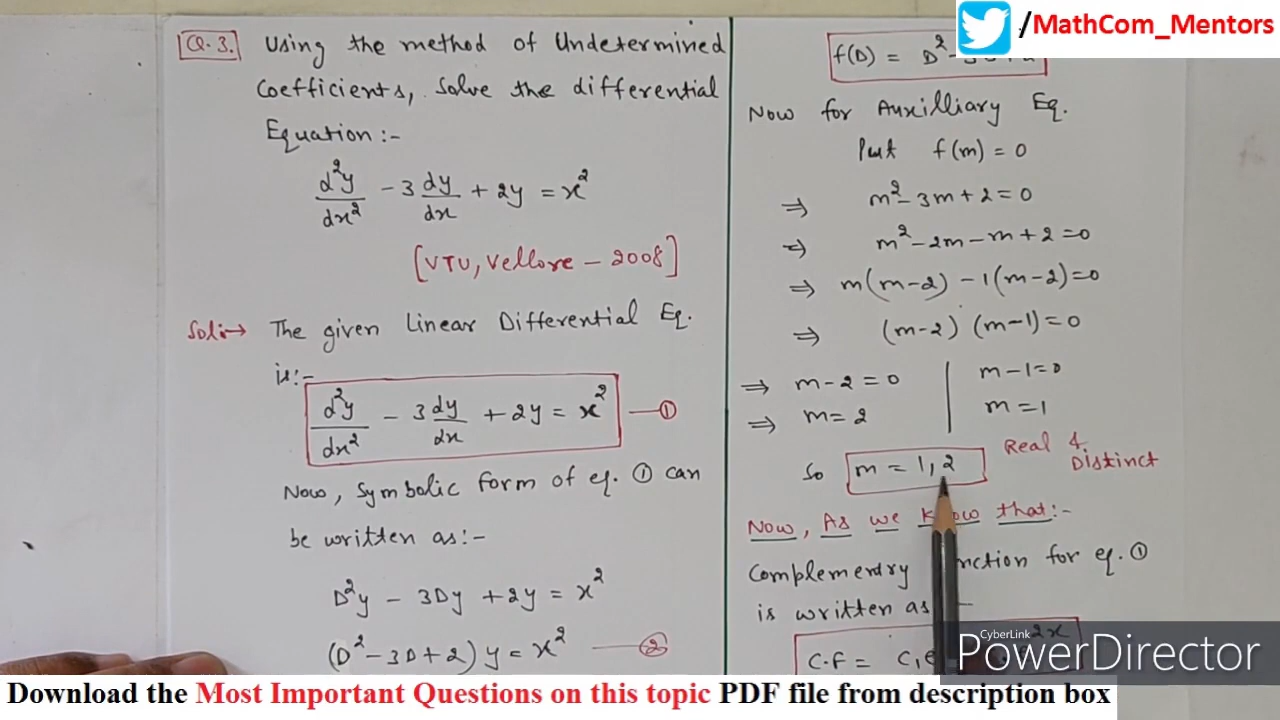 /MathCom_Mentors
Q.3. Using the method of Undetermined
Coefficients, Solve the differential
Equation:-
d²y/dx² - 3 dy/dx + 2y = x²
[VTU, Vellore - 2008]
Sol:→ The given Linear Differential Eq.
is:-
d²y/dx² - 3 dy/dx + 2y = x² —①
Now, Symbolic form of eq. ① can
be written as:-
D²y - 3Dy + 2y = x²
(D² - 3D + 2) y = x² —②
f(D) = D²
Now for Auxilliary Eq.
Put f(m) = 0
⇒ m² - 3m + 2 = 0
⇒ m² - 2m - m + 2 = 0
⇒ m(m-2) - 1(m-2) = 0
⇒ (m-2) (m-1) = 0
⇒ m - 2 = 0 | m - 1 = 0
⇒ m = 2 | m = 1
So m = 1, 2 Real & Distinct
Now, As we know that:-
Complementry for eq. ①
is written as
C.F = C₁e 2x
CyberLink
PowerDirector
Download the Most Important Questions on this topic PDF file from description box